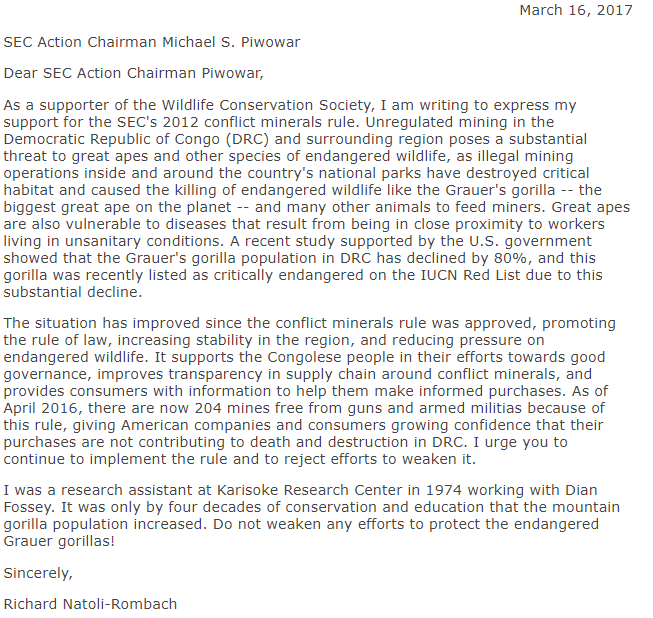 March 16, 2017
SEC Action Chairman Michael S. Piwowar
Dear SEC Action Chairman Piwowar,
As a supporter of the Wildlife Conservation Society, I am writing to express my
support for the SEC's 2012 conflict minerals rule. Unregulated mining in the
Democratic Republic of Congo (DRC) and surrounding region poses a substantial
threat to great apes and other species of endangered wildlife, as illegal mining
operations inside and around the country's national parks have destroyed critical
habitat and caused the killing of endangered wildlife like the Grauer's gorilla -- the
biggest great ape on the planet -- and many other animals to feed miners. Great apes
are also vulnerable to diseases that result from being in close proximity to workers
living in unsanitary conditions. A recent study supported by the U.S. government
showed that the Grauer's gorilla population in DRC has declined by 80%, and this
gorilla was recently listed as critically endangered on the IUCN Red List due to this
substantial decline.
The situation has improved since the conflict minerals rule was approved, promoting
the rule of law, increasing stability in the region, and reducing pressure on
endangered wildlife. It supports the Congolese people in their efforts towards good
governance, improves transparency in supply chain around conflict minerals, and
provides consumers with information to help them make informed purchases. As of
April 2016, there are now 204 mines free from guns and armed militias because of
this rule, giving American companies and consumers growing confidence that their
purchases are not contributing to death and destruction in DRC. I urge you to
continue to implement the rule and to reject efforts to weaken it.
I was a research assistant at Karisoke Research Center in 1974 working with Dian
Fossey. It was only by four decades of conservation and education that the mountain
gorilla population increased. Do not weaken any efforts to protect the endangered
Grauer gorillas!
Sincerely,
Richard Natoli-Rombach